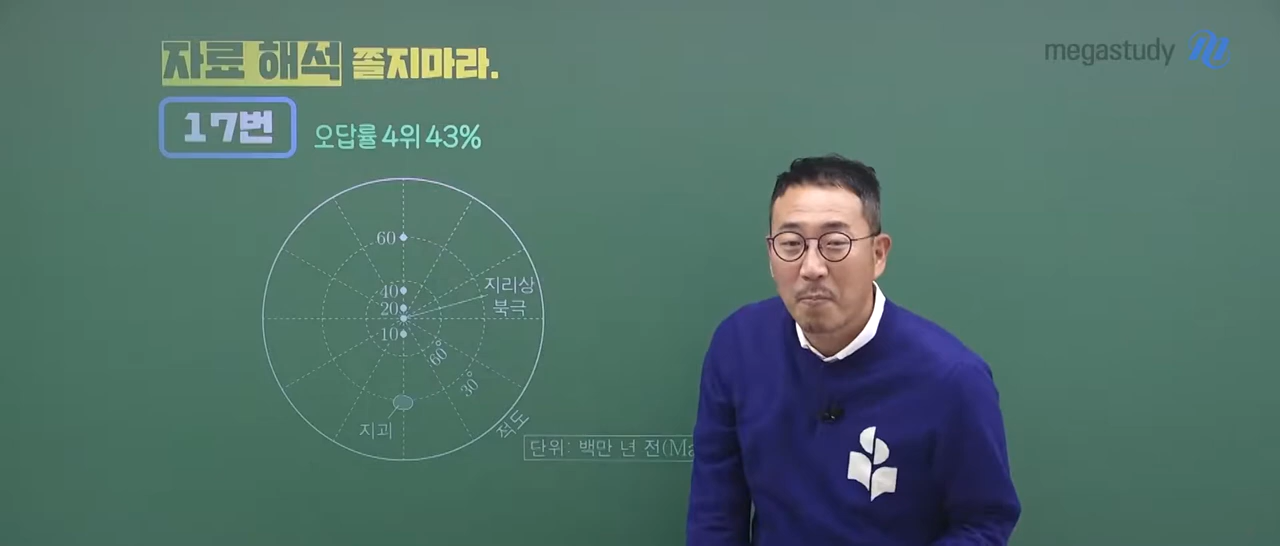 자료 해석 쫄지마라.
megastudy
17번
오답률 4위 43%
60
40
20
10
지리상
북극
60°
30°
적도
지괴
단위: 백만 년 전(Ma